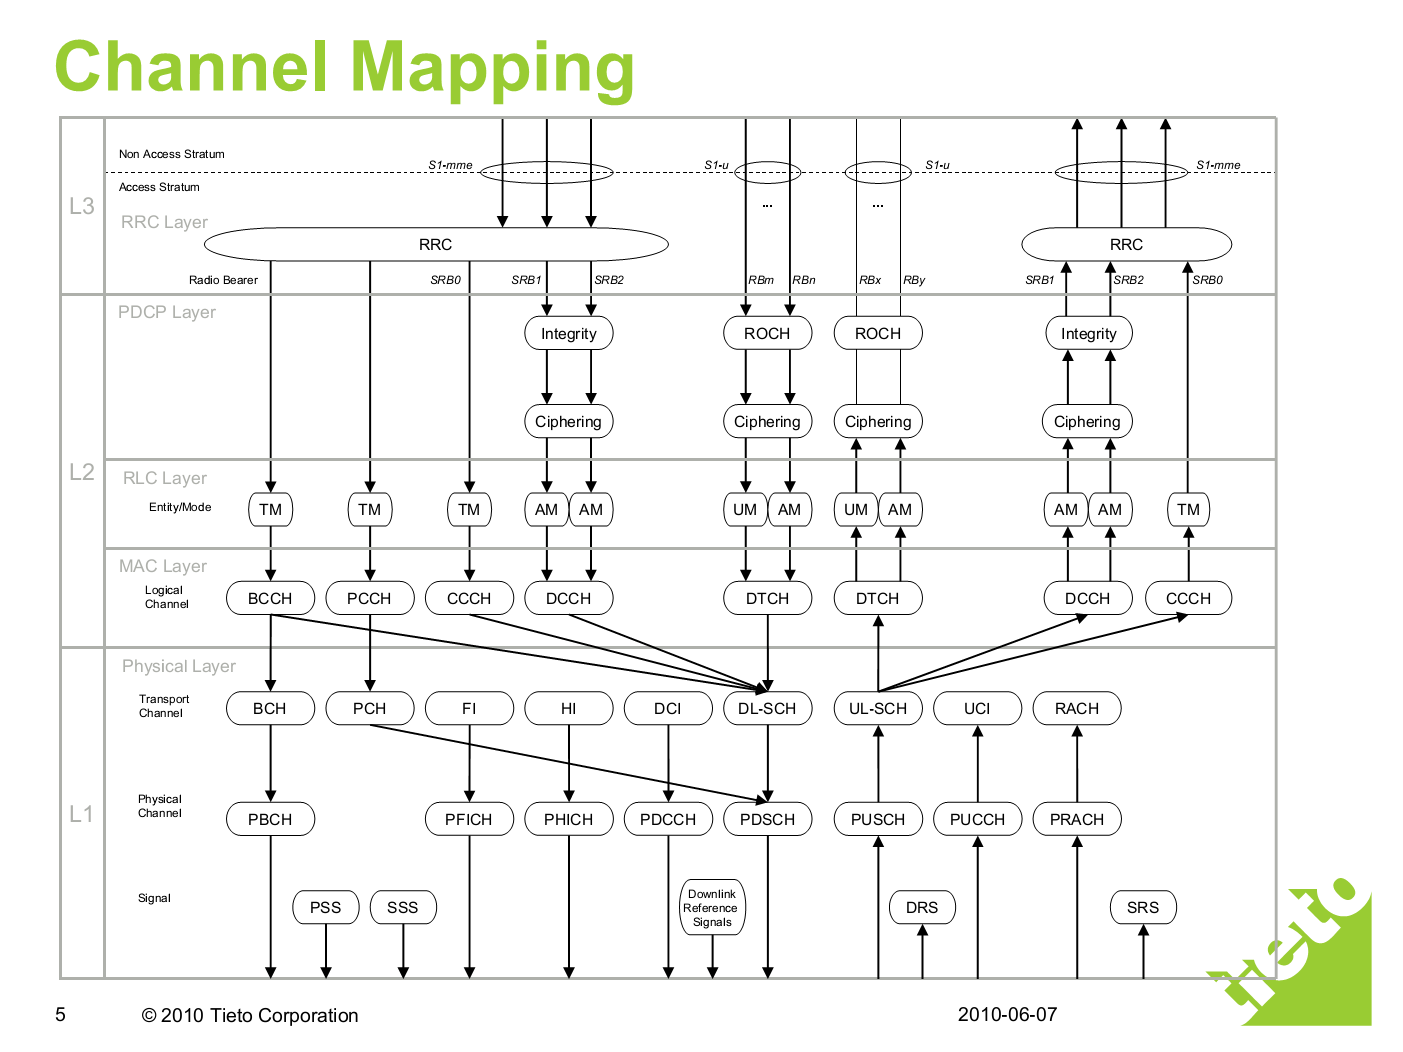 Channel Mapping
Non Access Stratum
S1-mme S1-u S1-u S1-mme
Access Stratum
L3
... ...
RRC Layer
RRC RRC
Radio Bearer SRB0 SRB1 SRB2 RBm RBn RBx RBy SRB1 SRB2 SRB0
PDCP Layer
Integrity ROCH ROCH Integrity
Ciphering Ciphering Ciphering Ciphering
L2
RLC Layer
Entity/Mode TM TM TM AM AM UM AM UM AM AM AM TM
MAC Layer
Logical
Channel
BCCH PCCH CCCH DCCH DTCH DTCH DCCH CCCH
Physical Layer
Transport
Channel
BCH PCH FI HI DCI DL-SCH UL-SCH UCI RACH
L1
Physical
Channel
PBCH PFICH PHICH PDCCH PDSCH PUSCH PUCCH PRACH
Signal
PSS SSS
Downlink
Reference
Signals
DRS SRS
tieto
5 © 2010 Tieto Corporation 2010-06-07